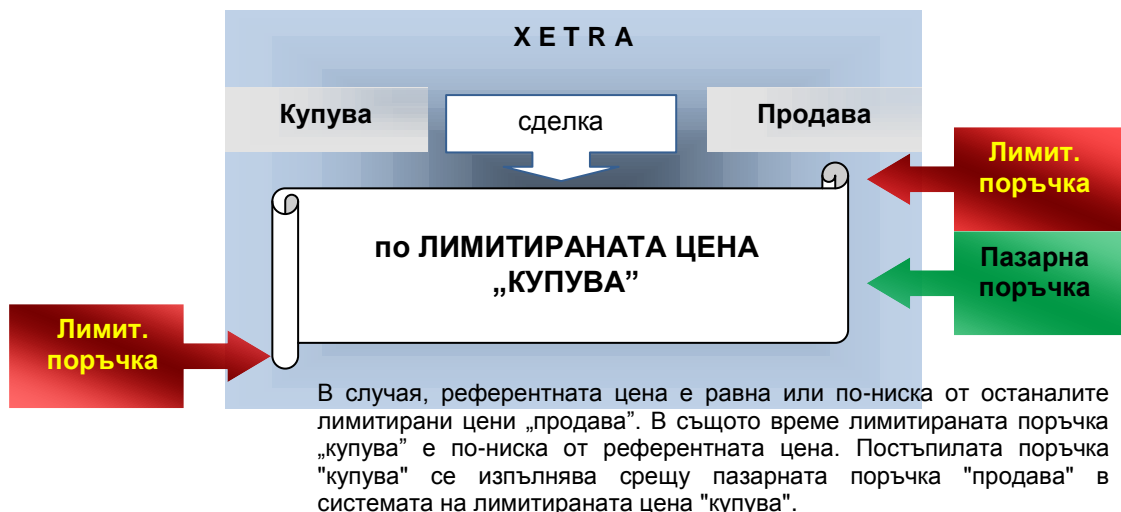 X E T R A
Купува
сделка
Продава
Лимит.
поръчка
по ЛИМИТИРАНАТА ЦЕНА
„КУПУВА”
Пазарна
поръчка
Лимит.
поръчка
В случая, референтната цена е равна или по-ниска от останалите
лимитирани цени „продава”. В същото време лимитираната поръчка
„купува” е по-ниска от референтната цена. Постъпилата поръчка
"купува" се изпълнява срещу пазарната поръчка "продава" в
системата на лимитираната цена "купува".